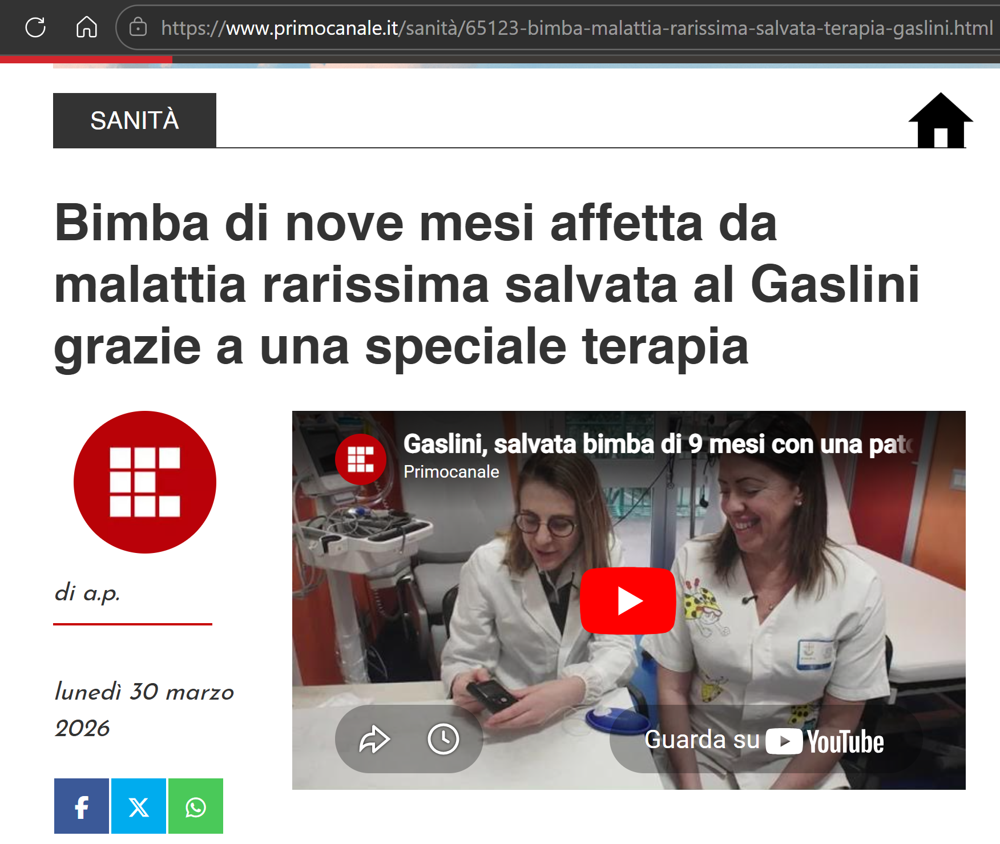 https://www.primocanale.it/sanità/65123-bimba-malattia-rarissima-salvata-terapia-gaslini.html
SANITÀ
Bimba di nove mesi affetta da
malattia rarissima salvata al Gaslini
grazie a una speciale terapia
di a.p.
lunedì 30 marzo
2026
Gaslini, salvata bimba di 9 mesi con una pato
Primocanale
Guarda su YouTube